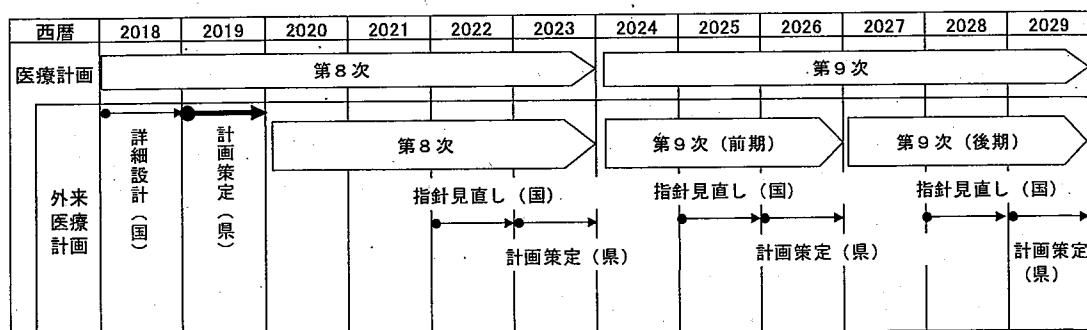 西暦 2018 2019 2020 2021 2022 2023 2024 2025 2026 2027 2028 2029
医療計画 第8次 第9次
外来
医療
計画
詳細設計（国）
計画策定（県）
第8次 第9次（前期） 第9次（後期）
指針見直し（国） 指針見直し（国） 指針見直し（国）
計画策定（県） 計画策定（県） 計画策定
（県）